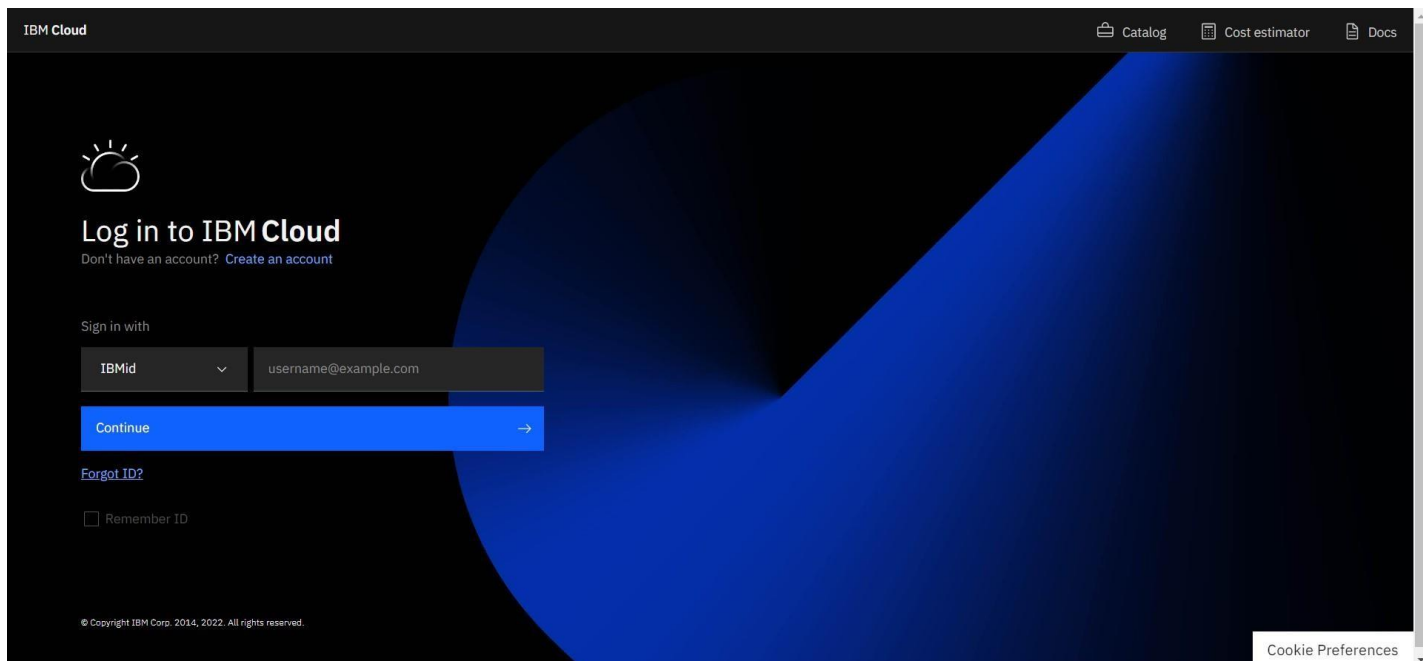 IBM Cloud
Catalog
Cost estimator
Docs
Log in to IBM Cloud
Don't have an account? Create an account
Sign in with
IBMid
username@example.com
Continue
Forgot ID?
Remember ID
© Copyright IBM Corp. 2014, 2022. All rights reserved.
Cookie Preferences